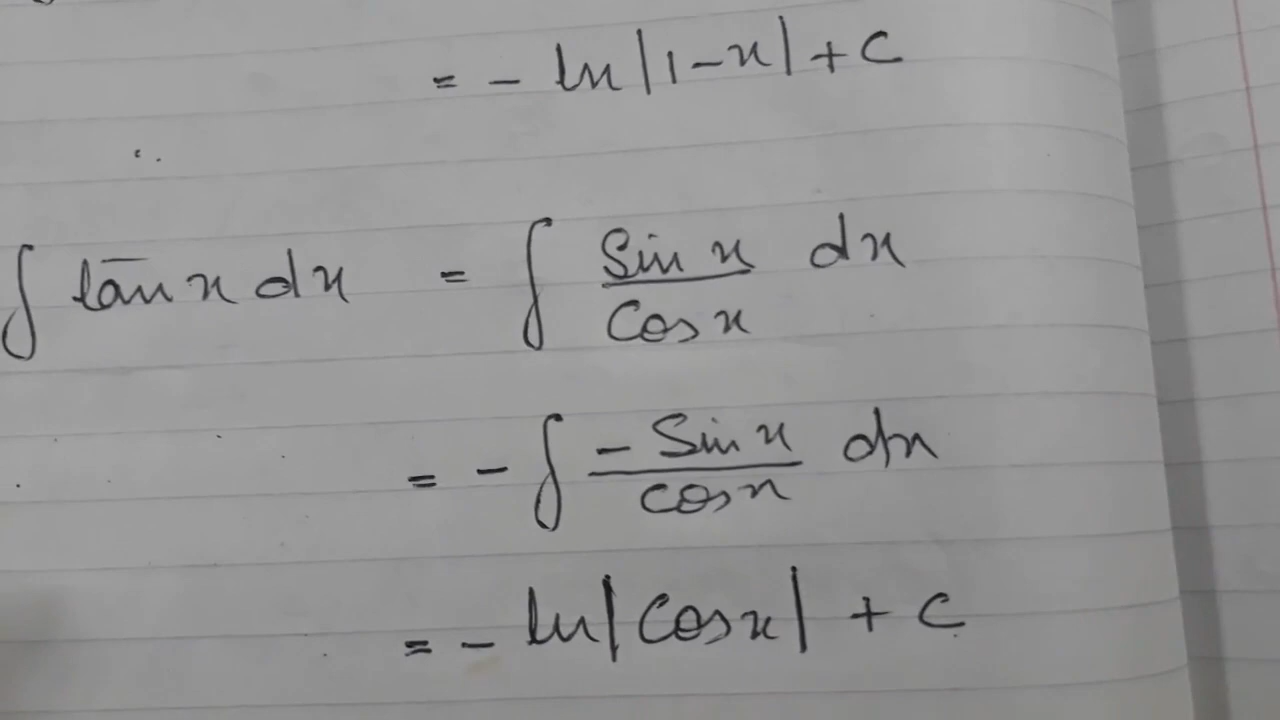 = - ln|1-x| + c
∫ tan x dx = ∫ Sin x / Cos x dx
= - ∫ - Sin x / cos x dx
= - ln|Cos x| + c